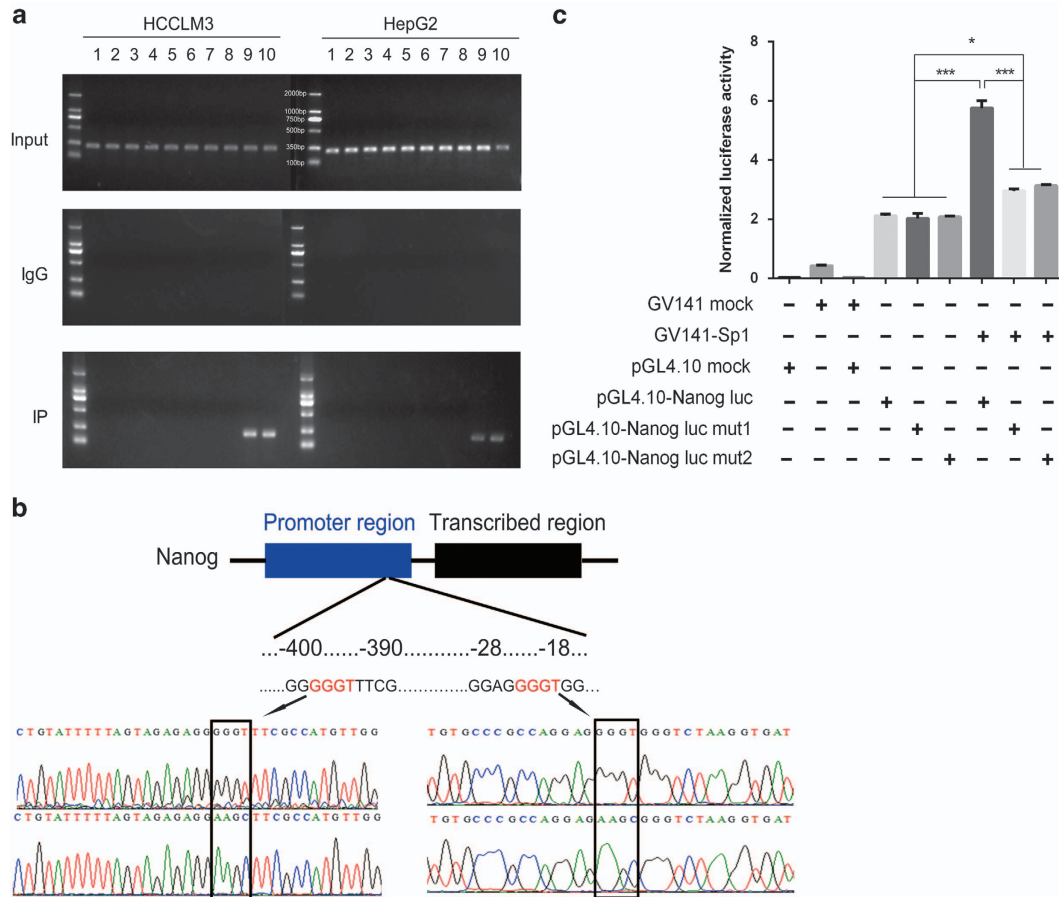 a
HCCLM3
HepG2
1 2 3 4 5 6 7 8 9 10
1 2 3 4 5 6 7 8 9 10
Input
2000bp
1000bp
750bp
500bp
350bp
100bp
IgG
IP
c
Normalized luciferase activity
8
6
4
2
0
*
*** ***
GV141 mock − + + − − − − − −
GV141-Sp1 − − − − − − + + +
pGL4.10 mock + − + − − − − − −
pGL4.10-Nanog luc − − − + − − + − −
pGL4.10-Nanog luc mut1 − − − − + − − + −
pGL4.10-Nanog luc mut2 − − − − − + − − +
b
Promoter region
Transcribed region
Nanog
...-400......-390...........-28......-18...
......GGGGGTTTCG.............GGAGGGGTGG...
CTGTATTTTTAGTAGAGAGGGGGTTTCGCCATGTTGG
TGTGCCCGCCAGGAGGGGTGGGTCTAAGGTGAT
CTGTATTTTTAGTAGAGAGGAAGCTTCGCCATGTTGG
TGTGCCCGCCAGGAGAAGCGGGTCTAAGGTGAT